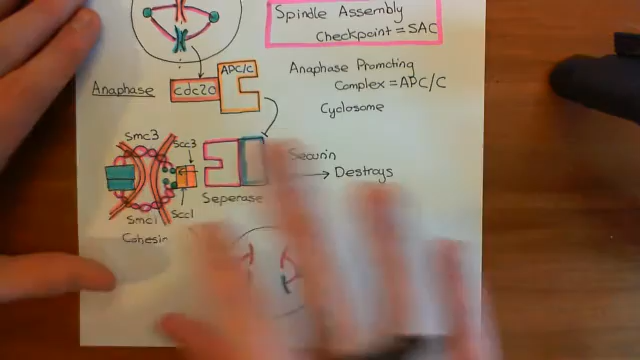 Spindle Assembly
Checkpoint = SAC
Anaphase
cdc20
APC/C
Anaphase Promoting
Complex = APC/C
Cyclosome
Smc3
Scc3
Securin
Destroys
Seperase
Smc1
Scc1
Cohesin